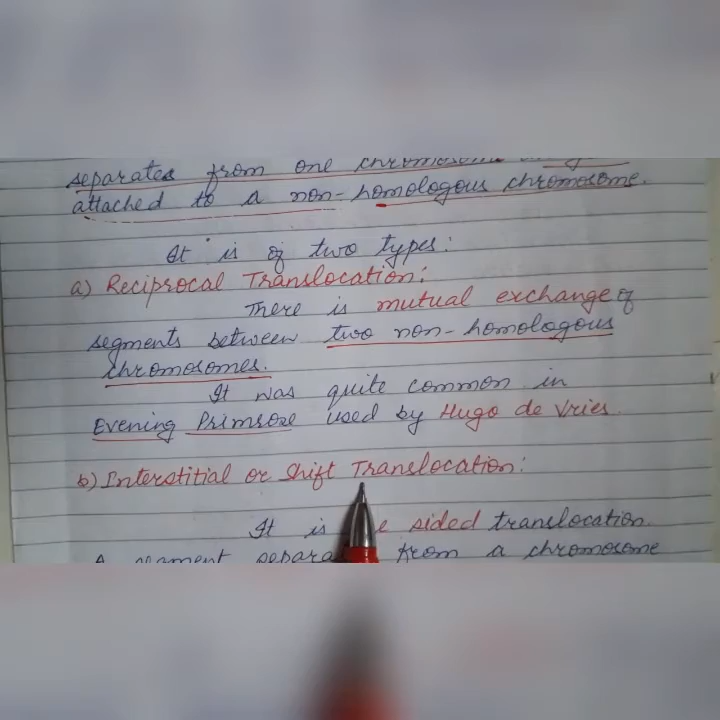 separates from one chromosome
attached to a non-homologous chromosome.
It is of two types:
a) Reciprocal Translocation:
There is mutual exchange of
segments between two non-homologous
chromosomes.
It was quite common in
Evening Primrose used by Hugo de Vries.
b) Interstitial or Shift Translocation:
It is sided translocation.
A segment from a chromosome